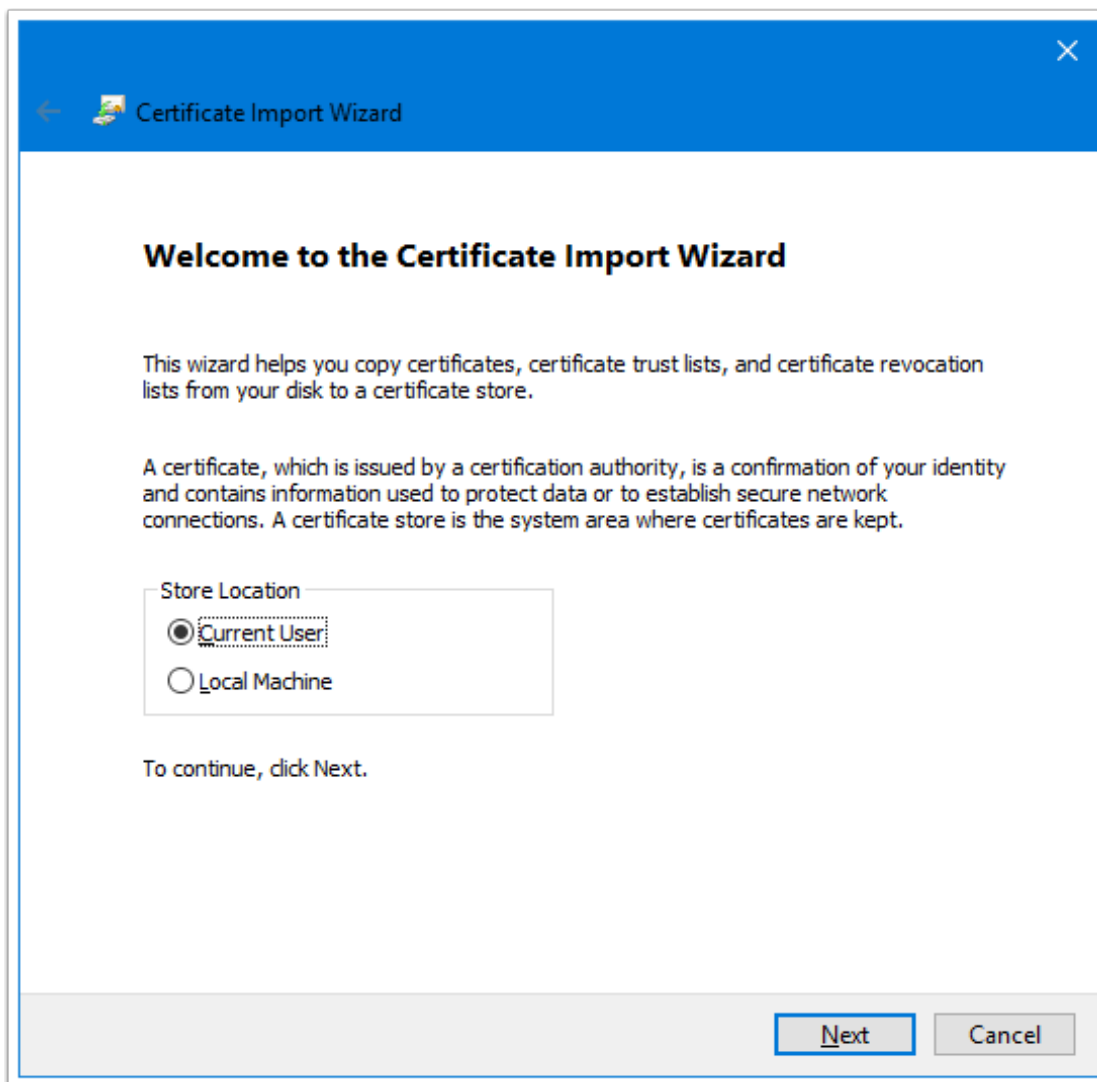 Certificate Import Wizard
Welcome to the Certificate Import Wizard
This wizard helps you copy certificates, certificate trust lists, and certificate revocation
lists from your disk to a certificate store.
A certificate, which is issued by a certification authority, is a confirmation of your identity
and contains information used to protect data or to establish secure network
connections. A certificate store is the system area where certificates are kept.
Store Location
Current User
Local Machine
To continue, click Next.
Next Cancel